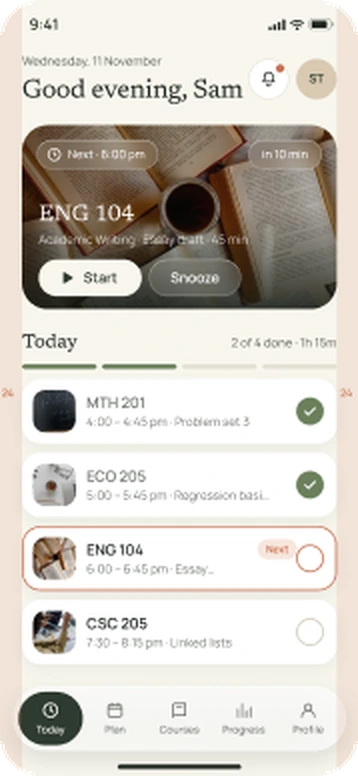 9:41
Wednesday, 11 November
Good evening, Sam
ST
Next · 6:00 pm
in 10 min
ENG 104
Academic Writing · Essay draft · 45 min
Start
Snooze
Today
2 of 4 done · 1h 15m
MTH 201
4:00 – 4:45 pm · Problem set 3
24
24
ECO 205
5:00 – 5:45 pm · Regression basi...
ENG 104
Next
6:00 – 6:45 pm · Essay...
CSC 205
7:30 – 8:15 pm · Linked lists
Today
Plan
Courses
Progress
Profile